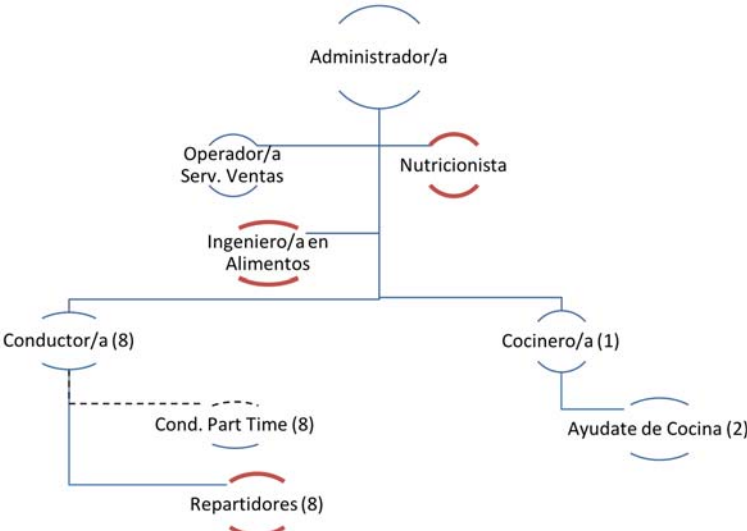 Administrador/a
Operador/a
Serv. Ventas
Nutricionista
Ingeniero/a en
Alimentos
Conductor/a (8)
Cocinero/a (1)
Cond. Part Time (8)
Ayudate de Cocina (2)
Repartidores (8)